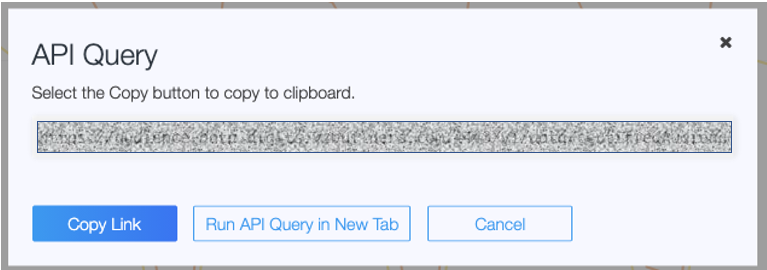 API Query
Select the Copy button to copy to clipboard.
Copy Link
Run API Query in New Tab
Cancel